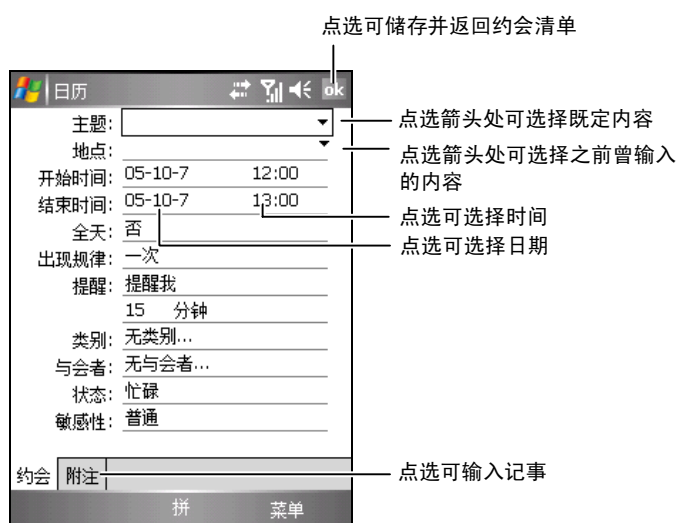 点选可储存并返回约会清单
日历 ok
主题:
点选箭头处可选择既定内容
地点:
点选箭头处可选择之前曾输入
的内容
开始时间: 05-10-7 12:00
结束时间: 05-10-7 13:00
点选可选择时间
点选可选择日期
全天: 否
出现规律: 一次
提醒: 提醒我
15 分钟
类别: 无类别...
与会者: 无与会者...
状态: 忙碌
敏感性: 普通
约会 附注
点选可输入记事
拼 菜单